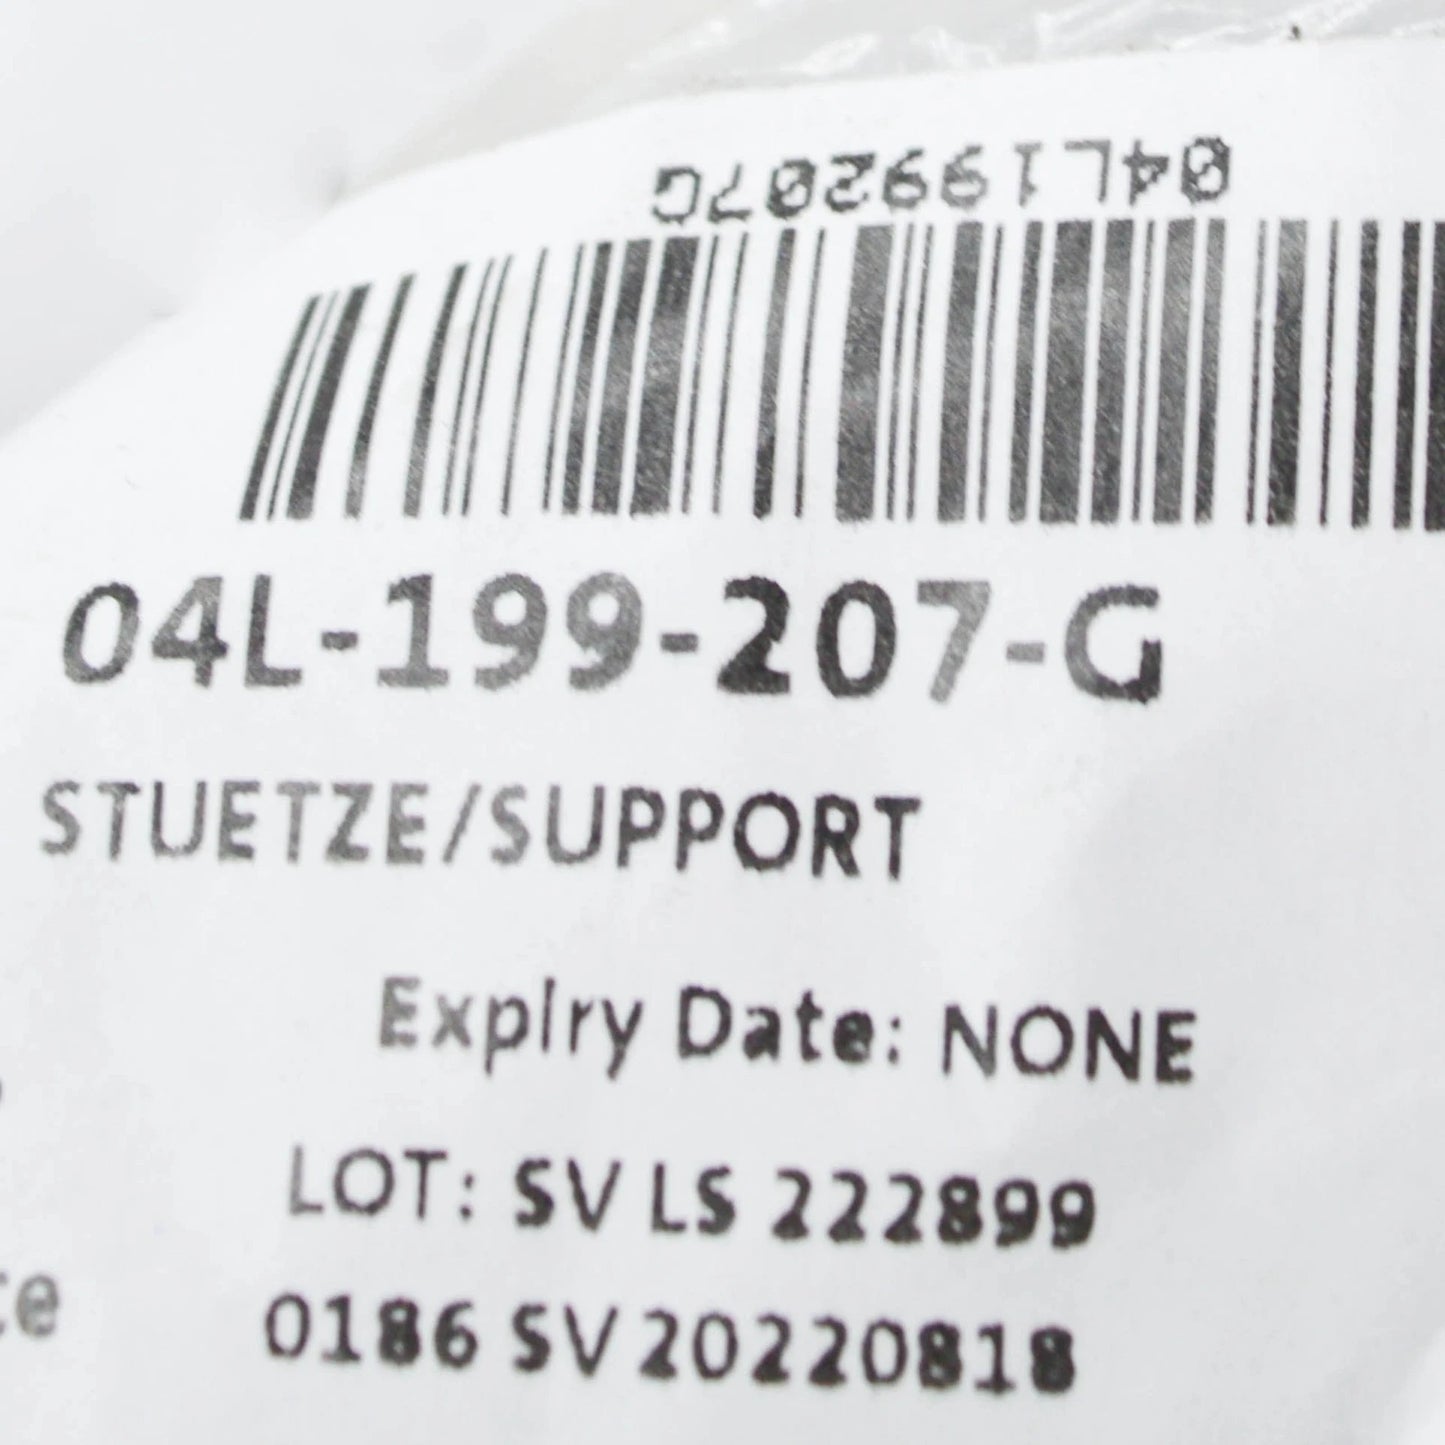 04L199207G
04L-199-207-G
STUETZE/SUPPORT
Expiry Date: NONE
LOT: SV LS 222899
0186 SV 20220818